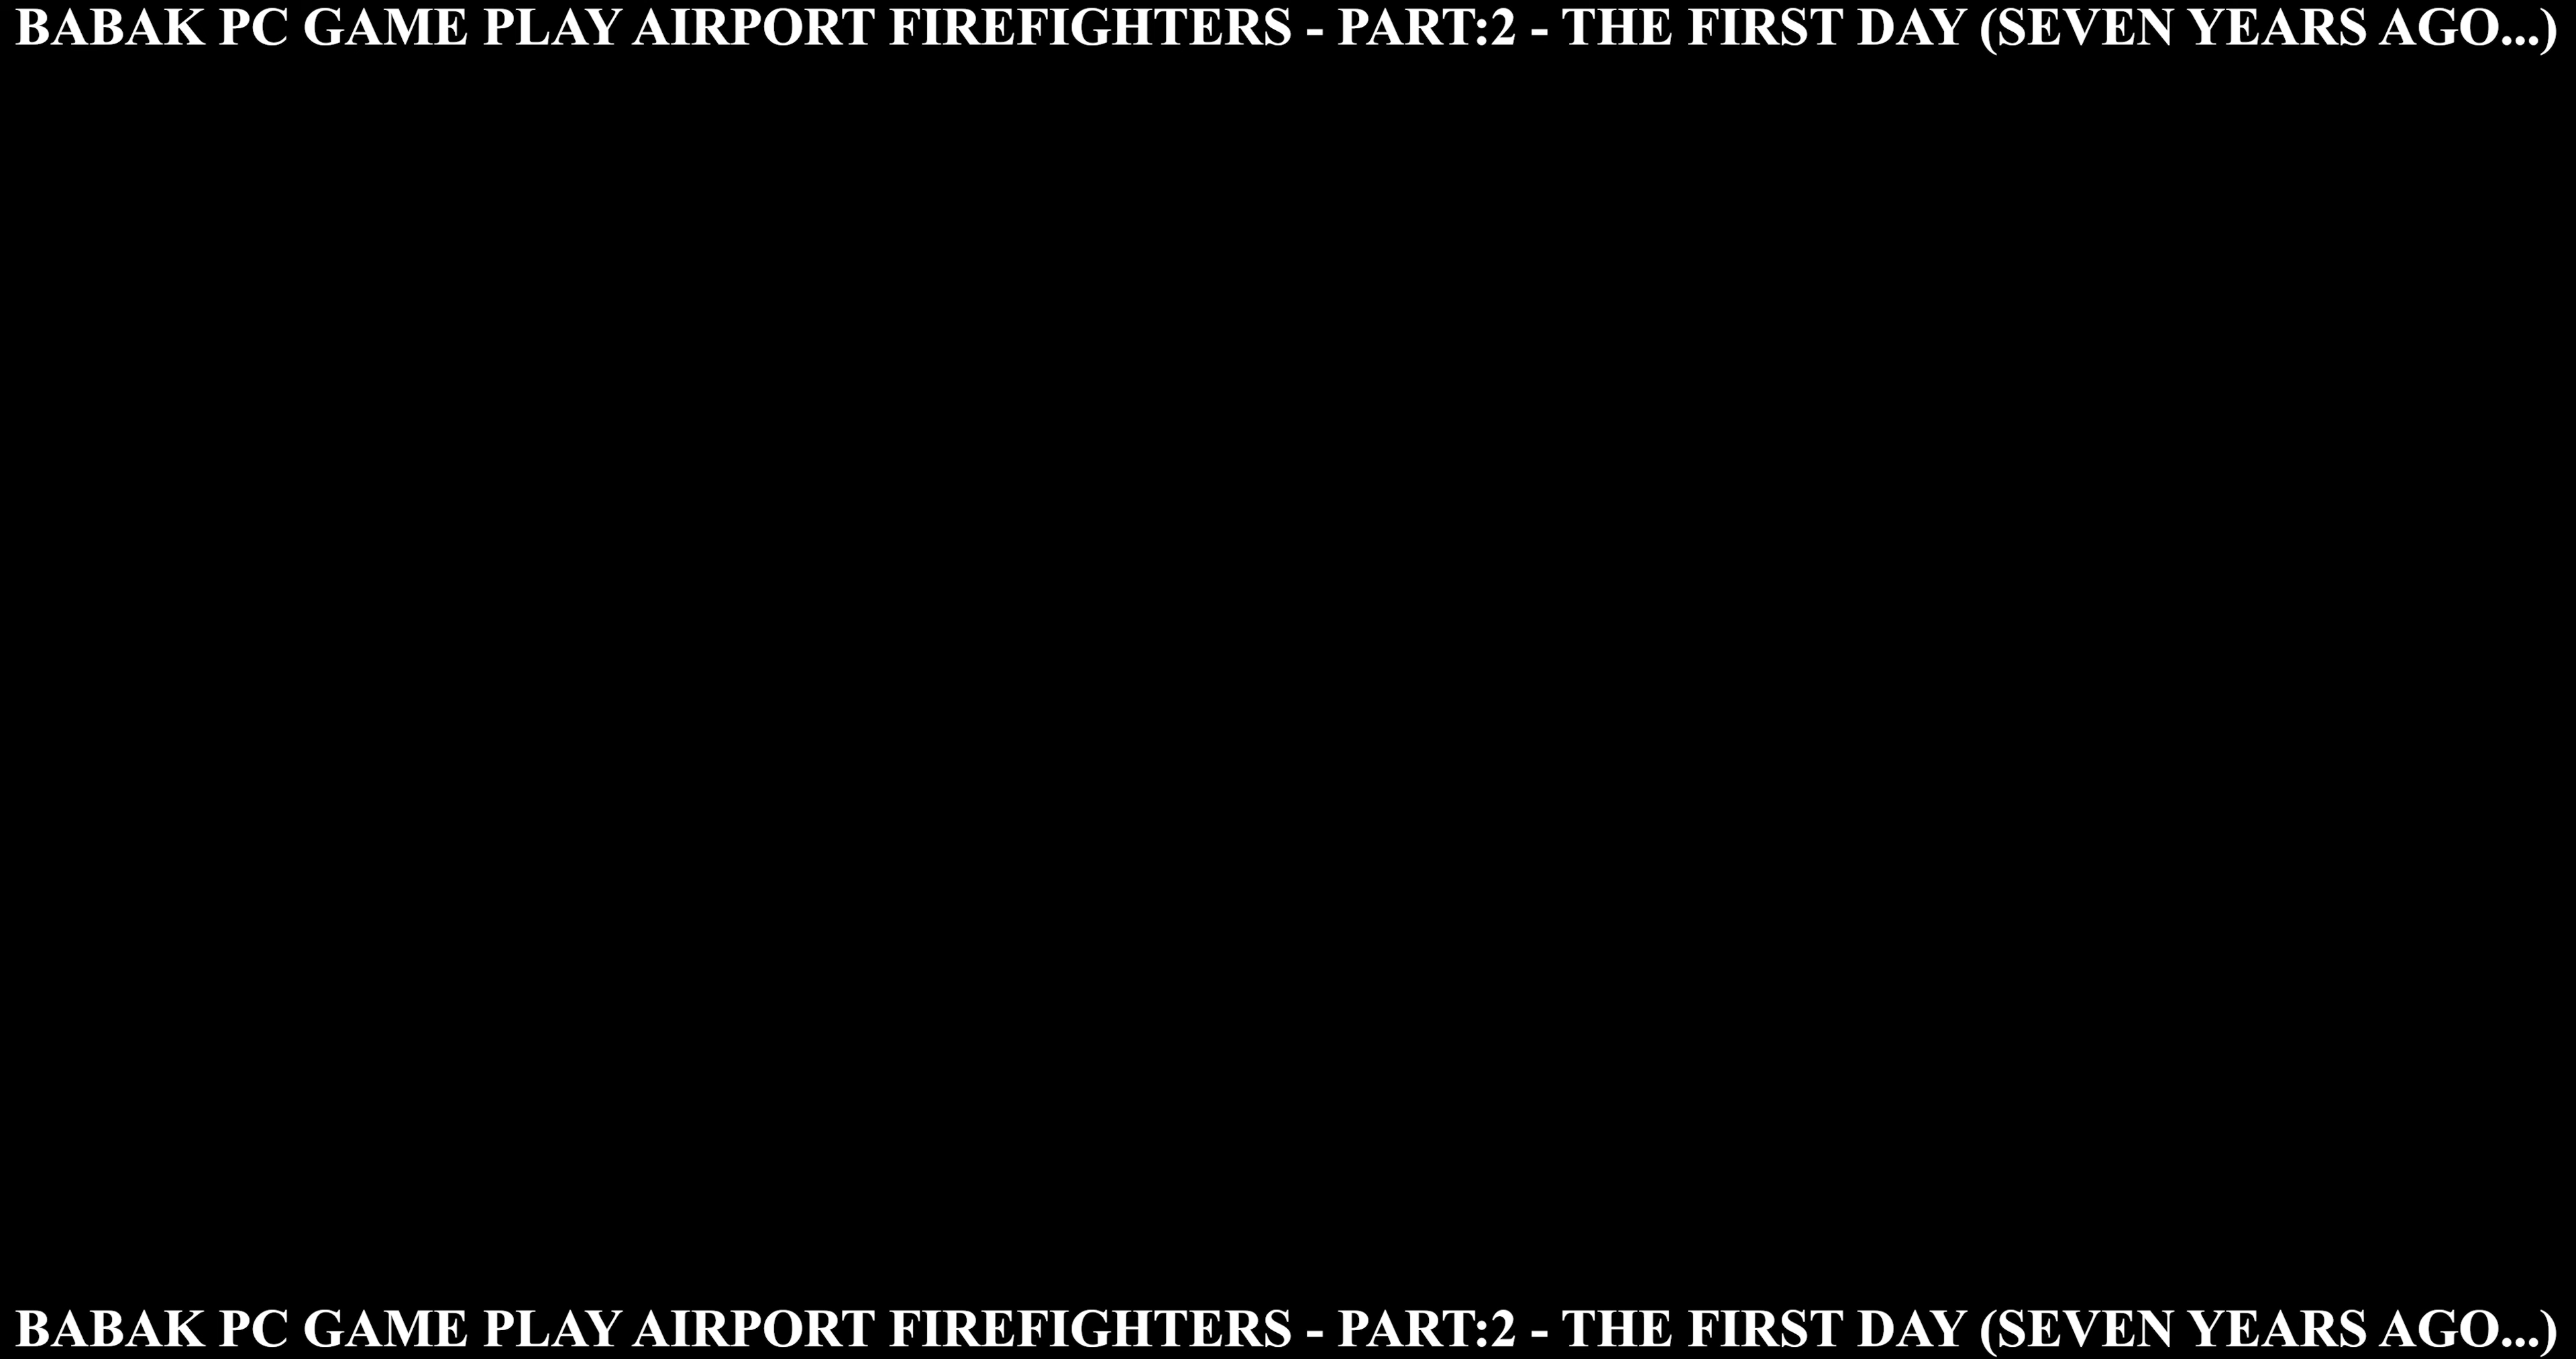 BABAK PC GAME PLAY AIRPORT FIREFIGHTERS - PART:2 - THE FIRST DAY (SEVEN YEARS AGO...)
BABAK PC GAME PLAY AIRPORT FIREFIGHTERS - PART:2 - THE FIRST DAY (SEVEN YEARS AGO...)